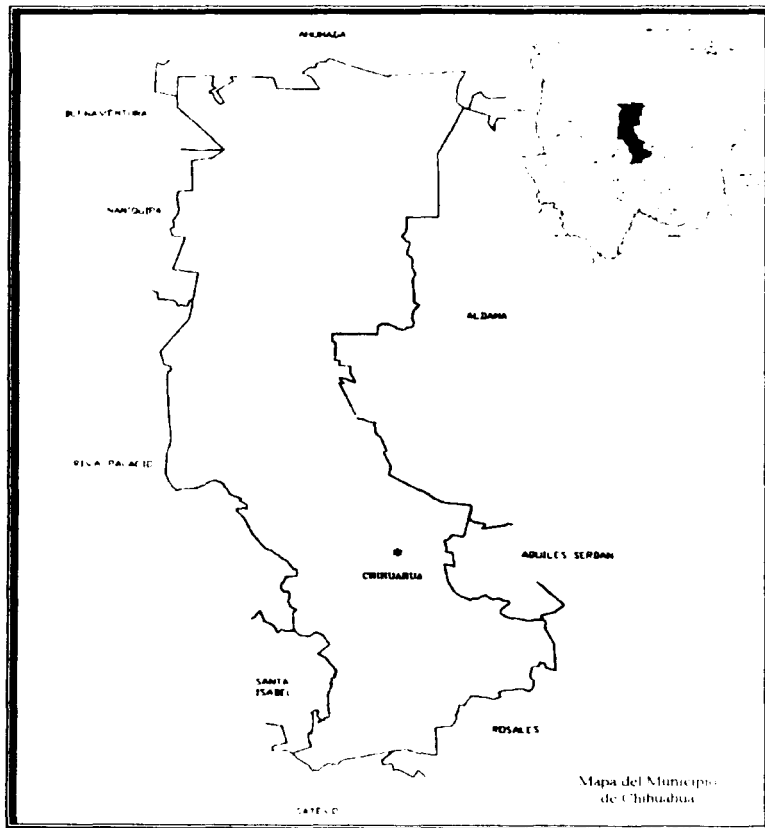 AHUMADA
BUENAVENTURA
NAMIQUIPA
ALDAMA
RIVA PALACIO
AQUILES SERDAN
CHIHUAHUA
SANTA
ISABEL
ROSALES
Mapa del Municipio
de Chihuahua
SATEVO